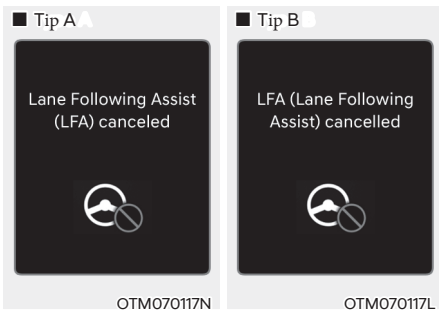 ■ Tip A
Lane Following Assist
(LFA) canceled
OTM070117N
■ Tip B
LFA (Lane Following
Assist) cancelled
OTM070117L